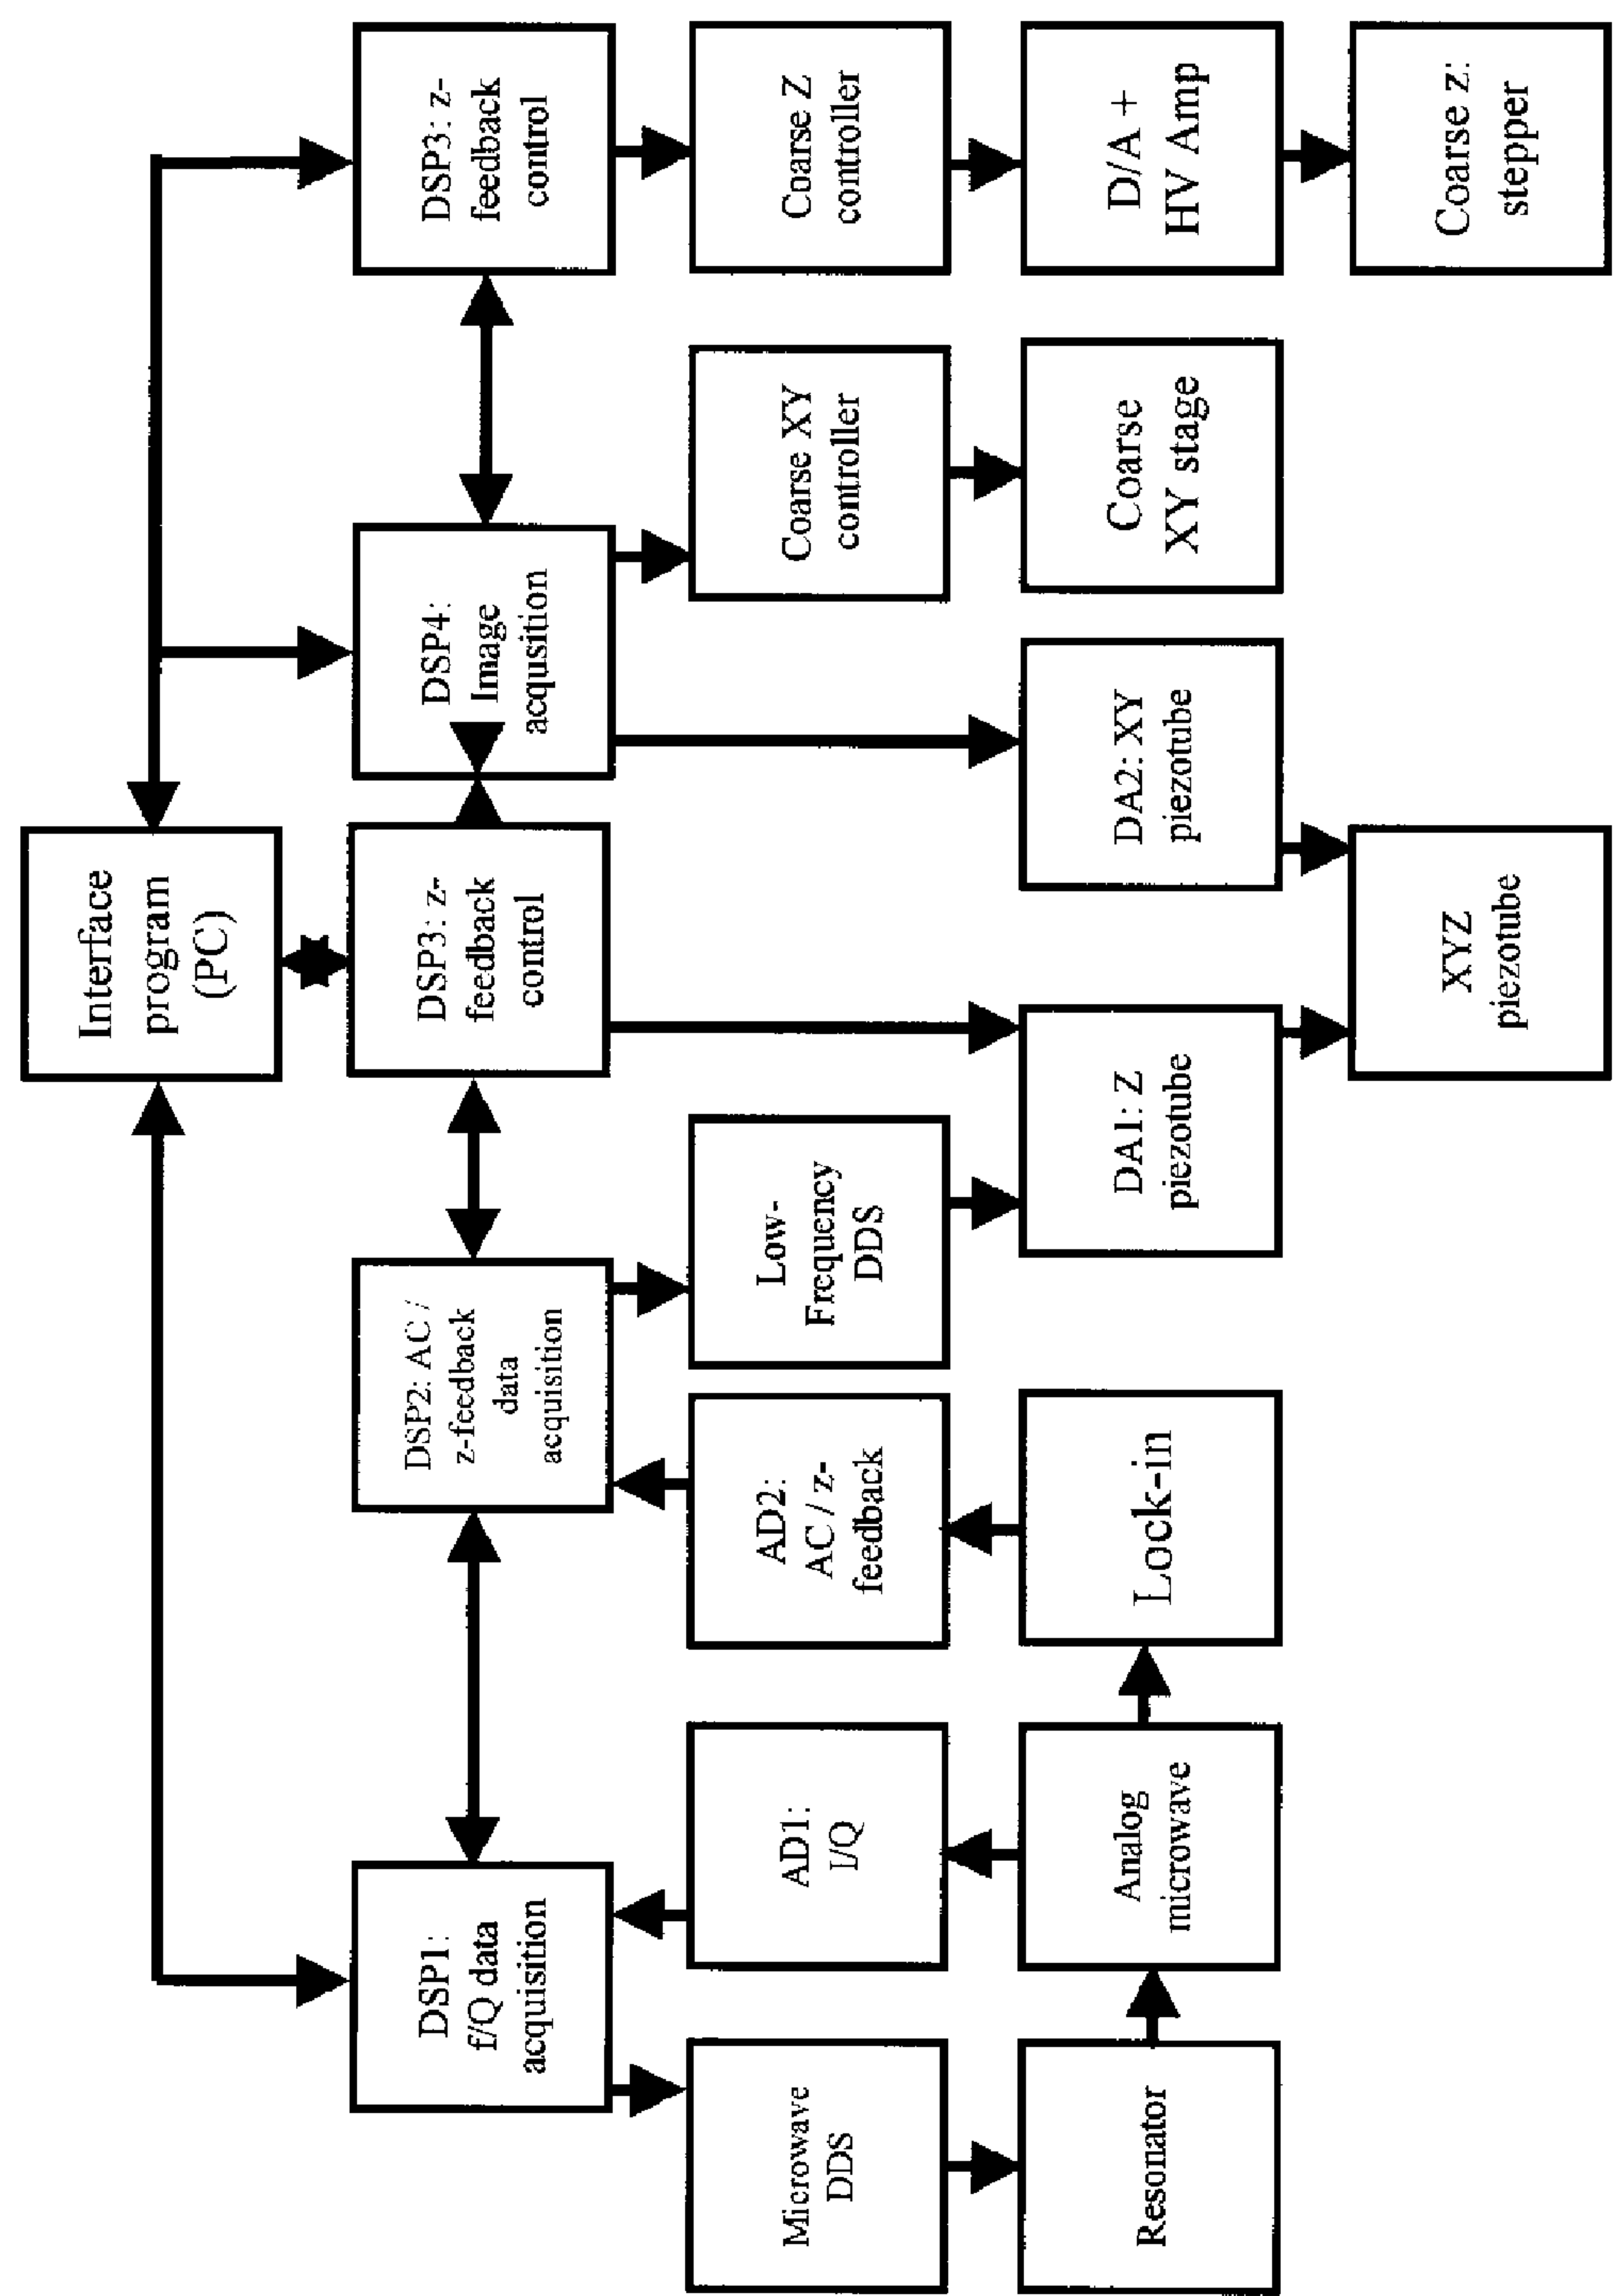 Interface
program
(PC)
DSP1:
f/Q data
acquisition
DSP2: AC /
z-feedback
data
acquisition
DSP3: z-
feedback
control
DSP4:
Image
acqusition
DSP3: z-
feedback
control
Microwave
DDS
AD1:
I/Q
AD2:
AC / z-
feedback
Low-
Frequency
DDS
Coarse XY
controller
Coarse Z
controller
Resonator
Analog
microwave
Lock-in
DA1: Z
piezotube
DA2: XY
piezotube
Coarse
XY stage
D/A +
HV Amp
XYZ
piezotube
Coarse z:
stepper